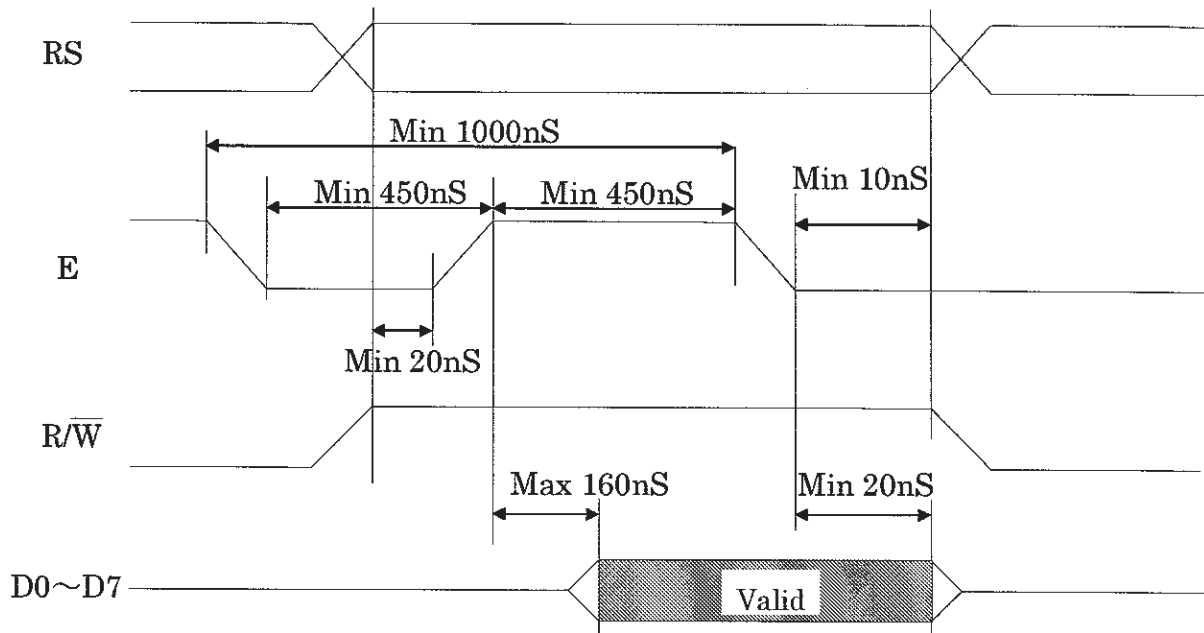 RS
Min 1000nS
Min 450nS
Min 450nS
Min 10nS
E
Min 20nS
R/W̅
Max 160nS
Min 20nS
D0～D7
Valid